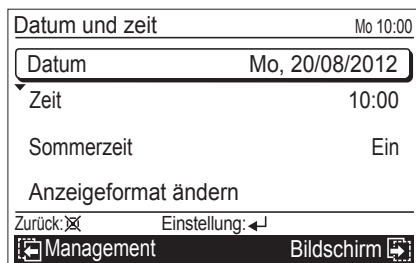 Datum und zeit Mo 10:00
Datum Mo, 20/08/2012
Zeit 10:00
Sommerzeit Ein
Anzeigeformat ändern
Zurück: Einstellung:
Management Bildschirm